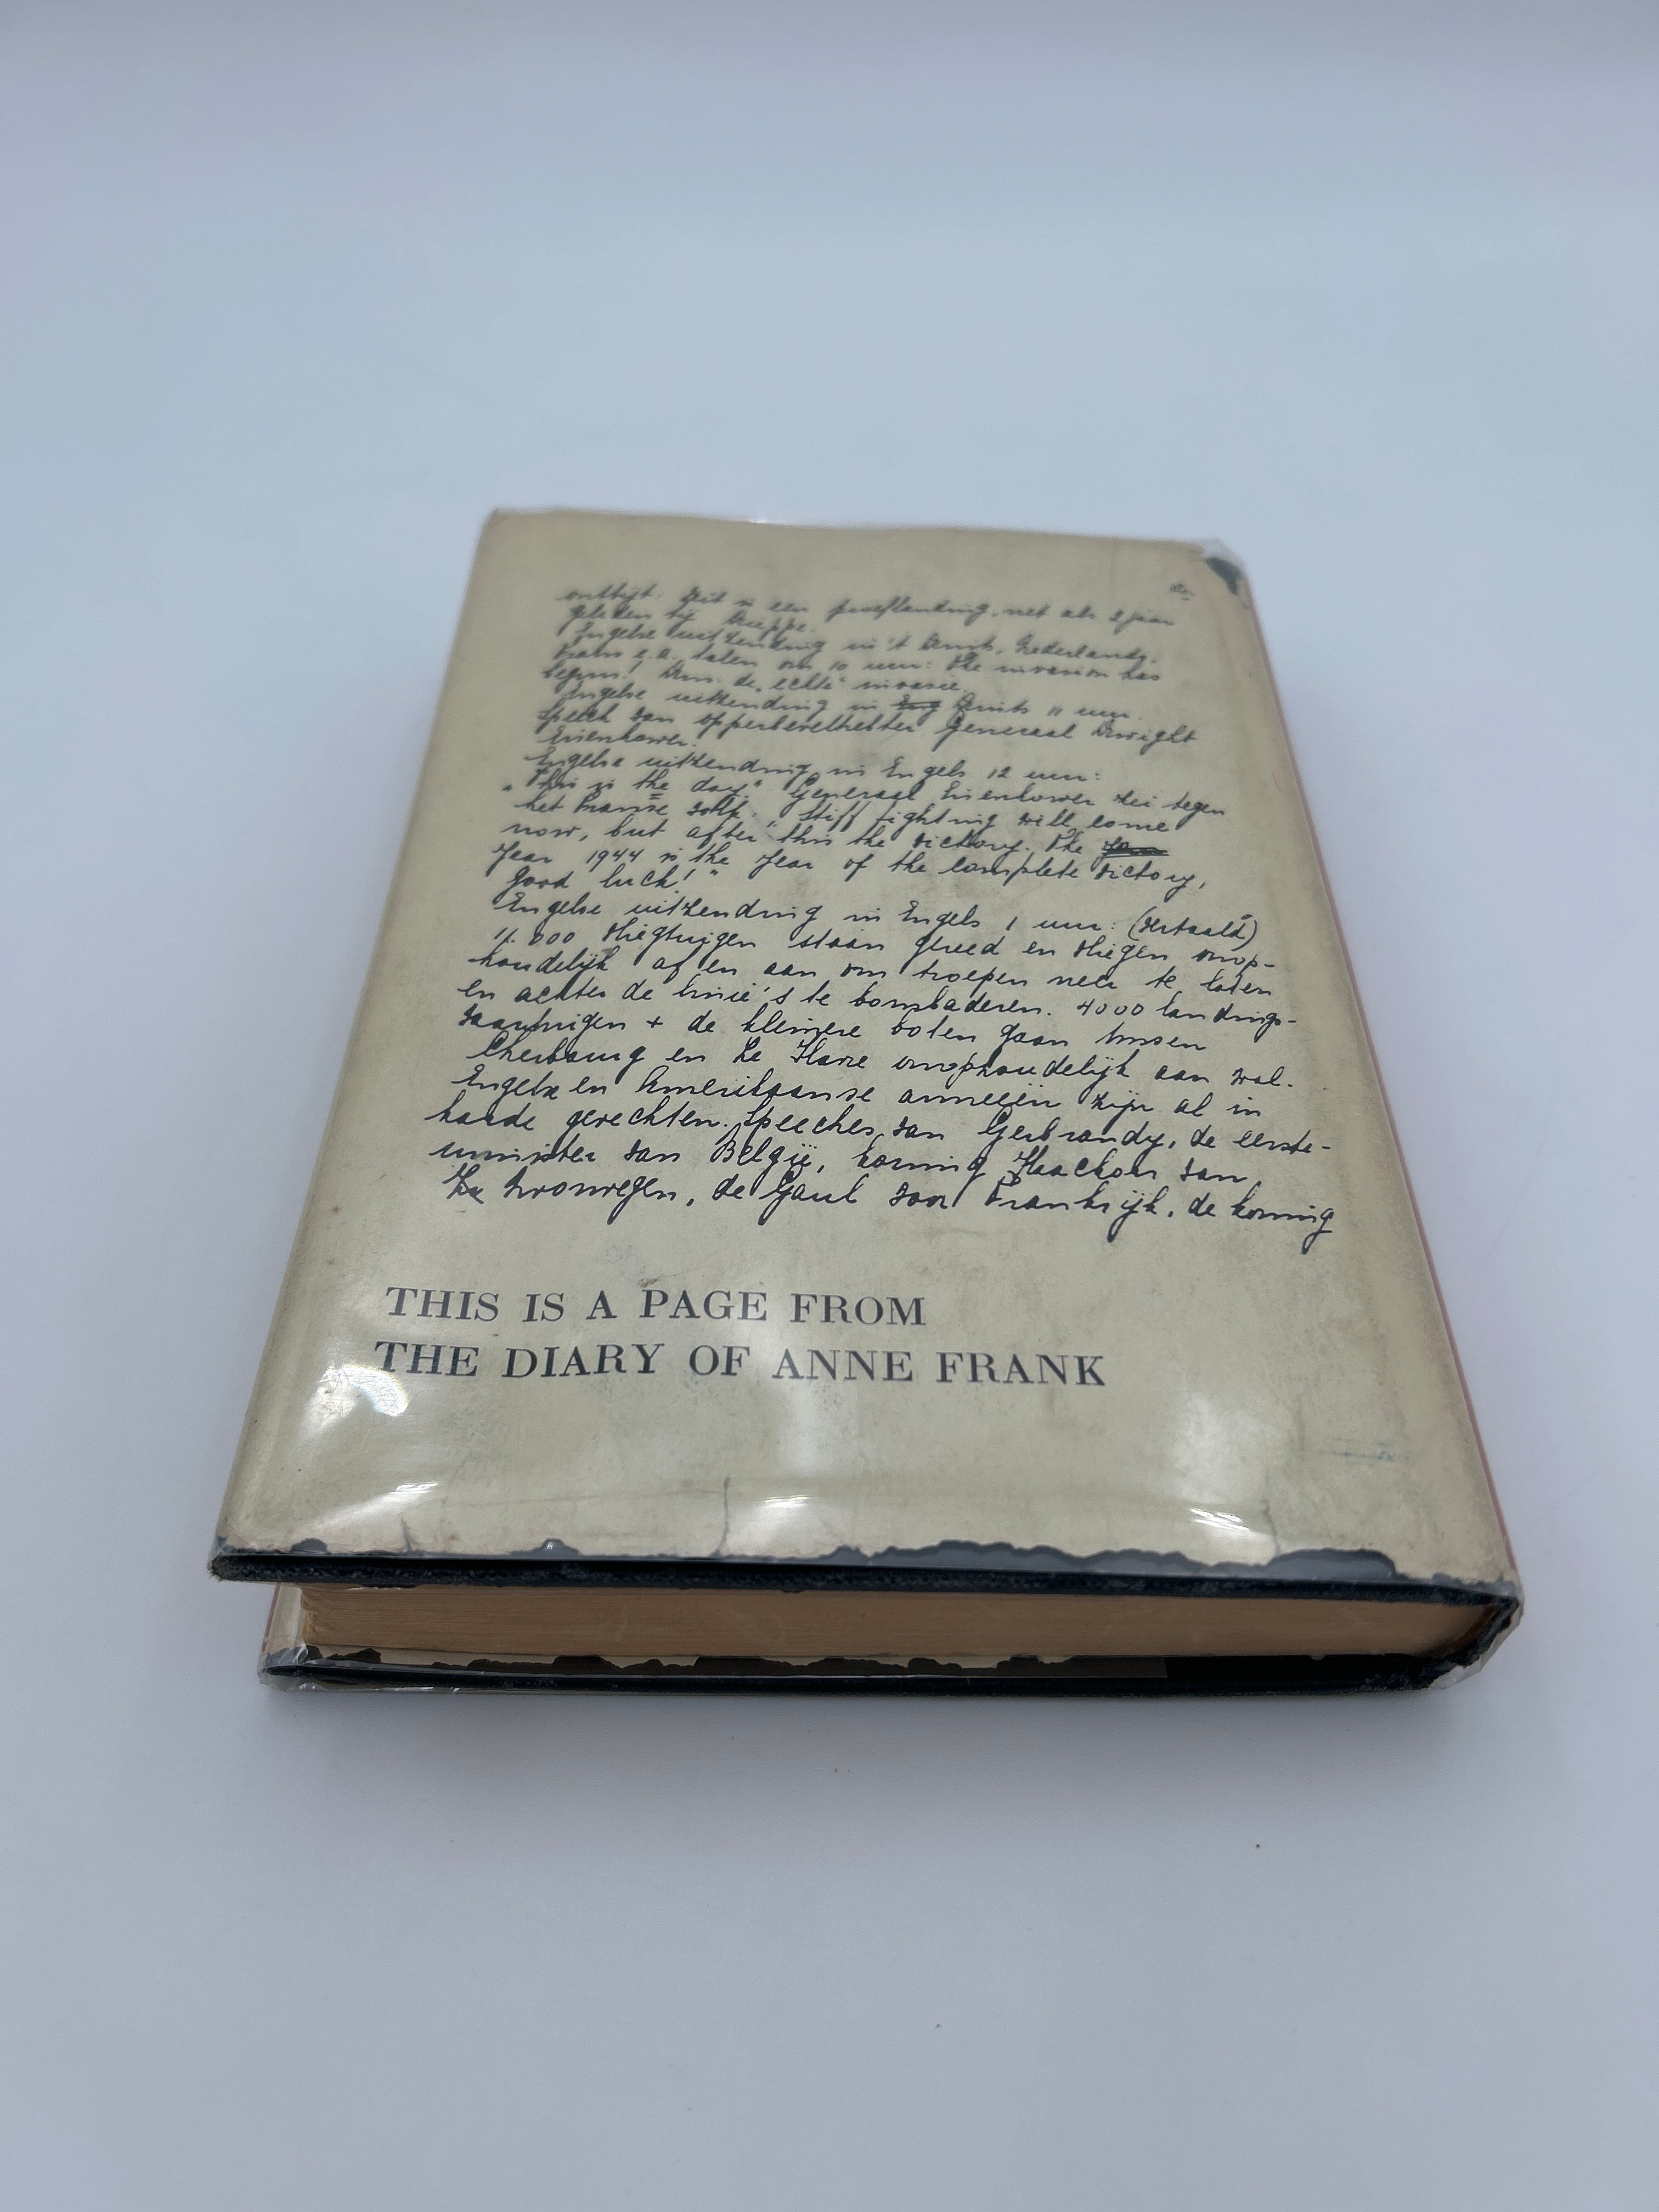 ontbijt. Dit is een proeflanding, net als 2 jaar
geleden bij Dieppe.
Engelse uitzending in 't Duits, Nederlands,
Frans e.a. talen om 10 uur: The invasion has
begun! Dus: de „echte" invasie.
Engelse uitzending in Duits 11 uur.
Speech van opperbevelhebber Generaal Dwight
Eisenhower.
Engelse uitzending in Engels 12 uur:
„This is the day." Generaal Eisenhower zei tegen
het Franse volk: „Stiff fighting will come
now, but after this the victory. The
Year 1944 is the year of the complete victory,
good luck!"
Engelse uitzending in Engels 1 uur: (vertaald)
11.000 vliegtuigen staan gereed en vliegen onop-
houdelijk af en aan om troepen neer te laten
en achter de linie's te bombaderen. 4000 landings-
vaartuigen + de kleinere boten gaan tussen
Cherbourg en Le Havre onophoudelijk aan wal.
Engelse en Amerikaanse armeeën zijn al in
harde gevechten. Speeches van Gerbrandy, de eerste-
minister van België, koning Haackon van
Noorwegen, de Gaul van Frankrijk, de koning
THIS IS A PAGE FROM
THE DIARY OF ANNE FRANK